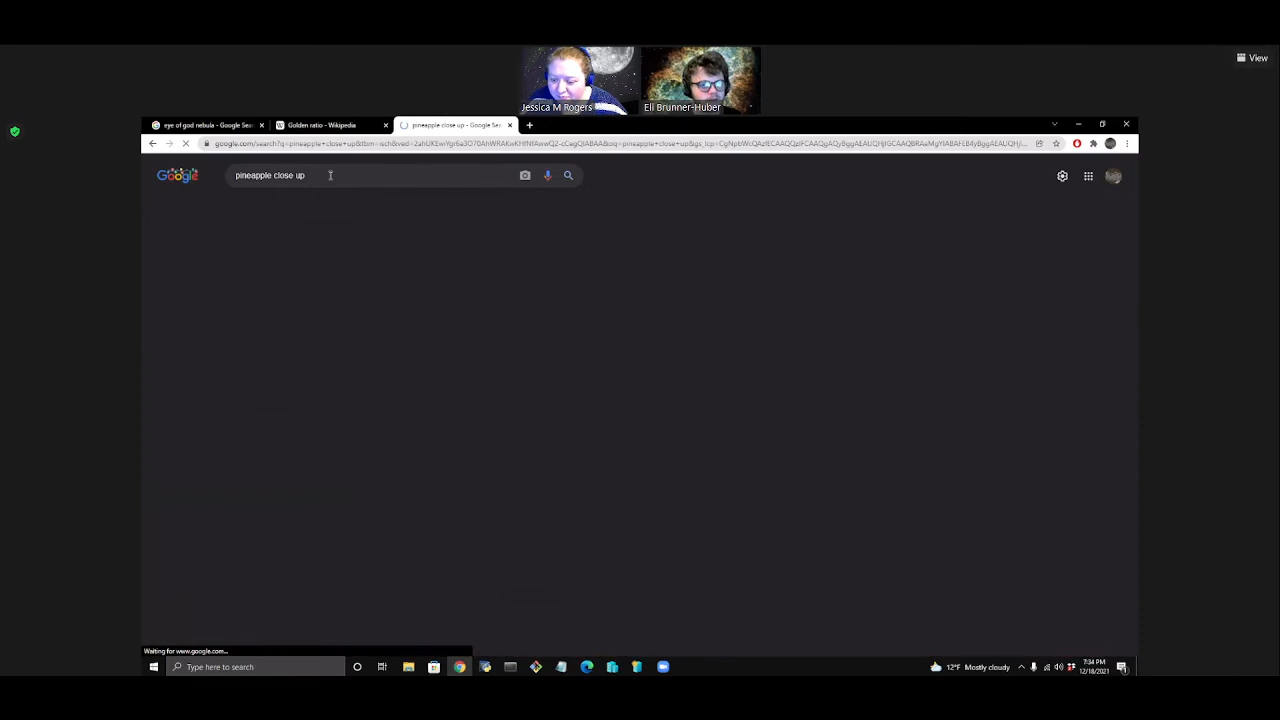 View
Jessica M Rogers
Eli Brunner-Huber
eye of god nebula - Google Sea
Golden ratio - Wikipedia
pineapple close up - Google Sea
Google
pineapple close up
Waiting for www.google.com...
Type here to search
12°F Mostly cloudy
7:34 PM
12/18/2021